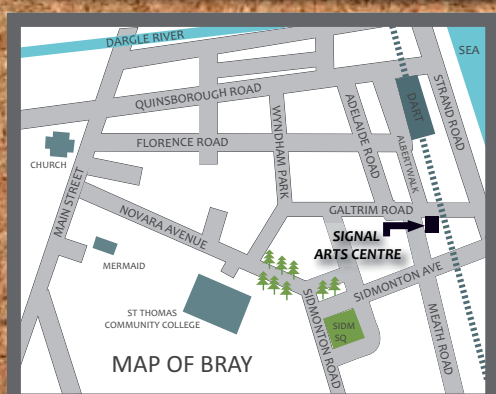 DARGLE RIVER
SEA
QUINSBOROUGH ROAD
DART
STRAND ROAD
WYNDHAM PARK
ADELAIDE ROAD
ALBERT WALK
FLORENCE ROAD
CHURCH
MAIN STREET
NOVARA AVENUE
GALTRIM ROAD
SIGNAL
ARTS CENTRE
MERMAID
SIDMONTON AVE
ST THOMAS
COMMUNITY COLLEGE
SIDMONTON ROAD
SIDM
SQ
MEATH ROAD
MAP OF BRAY